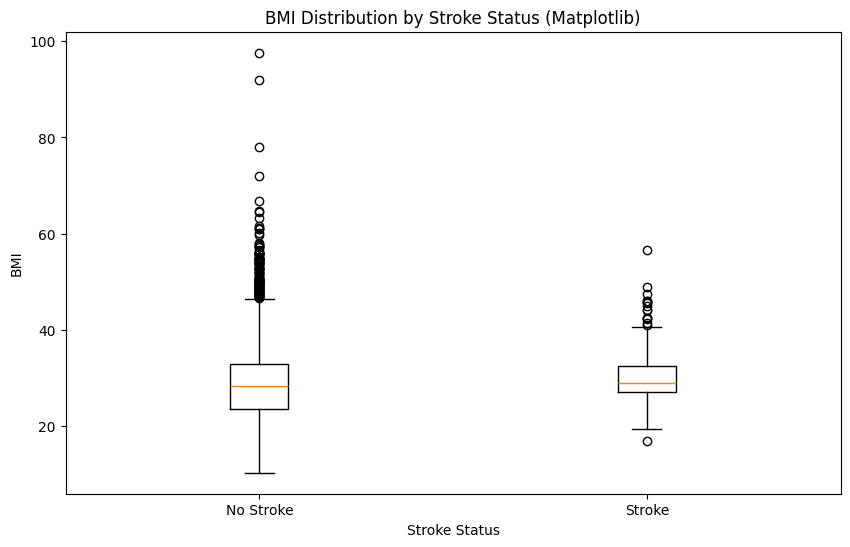 BMI Distribution by Stroke Status (Matplotlib)
100
80
60
40
20
BMI
No Stroke
Stroke
Stroke Status